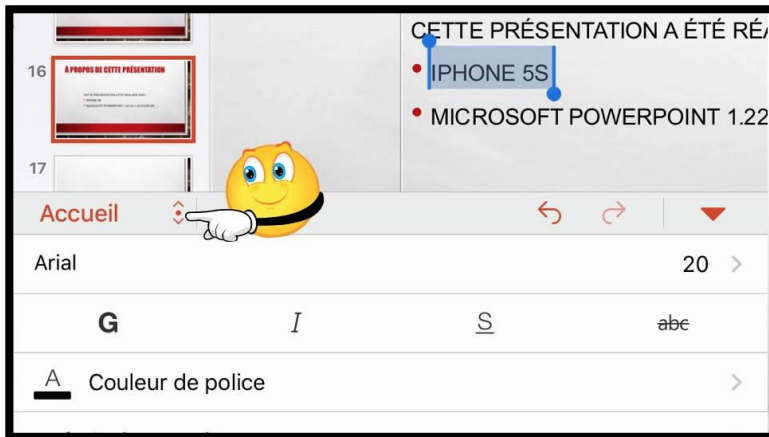 CETTE PRÉSENTATION A ÉTÉ RÉA
• IPHONE 5S
• MICROSOFT POWERPOINT 1.22
16
À PROPOS DE CETTE PRÉSENTATION
17
Accueil
Arial 20
G I S abc
A Couleur de police